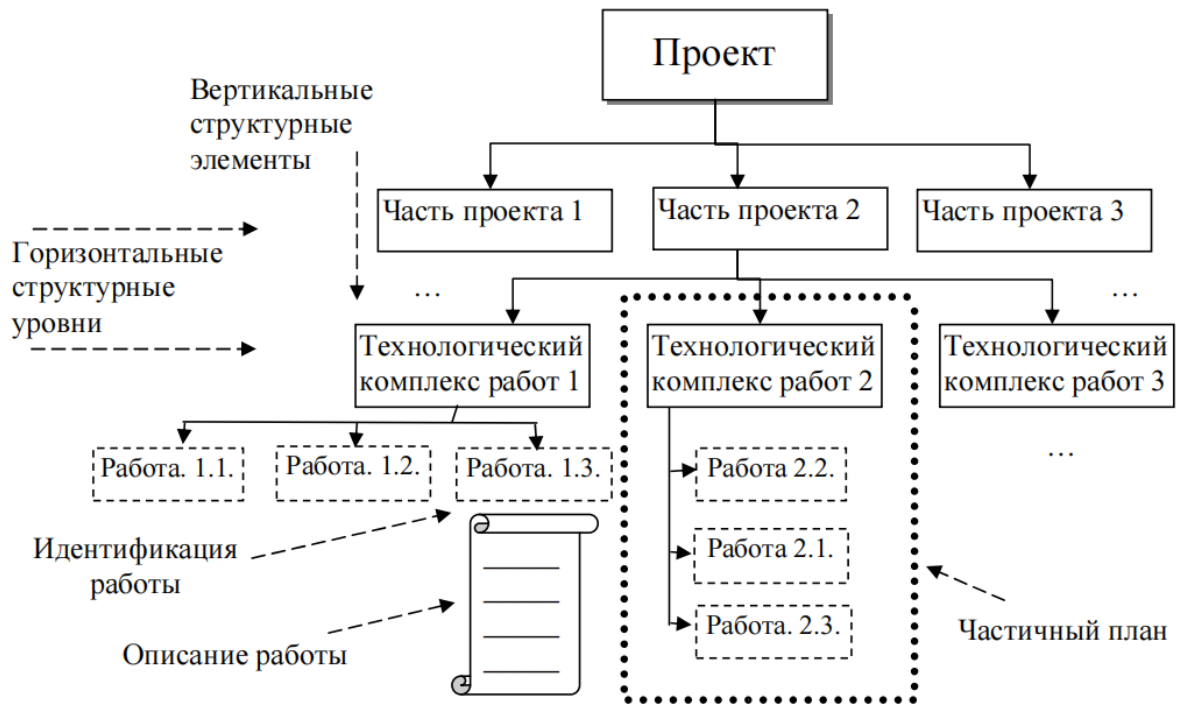 Проект
Вертикальные
структурные
элементы
Часть проекта 1
Часть проекта 2
Часть проекта 3
Горизонтальные
структурные
уровни
...
...
Технологический
комплекс работ 1
Технологический
комплекс работ 2
Технологический
комплекс работ 3
Работа. 1.1.
Работа. 1.2.
Работа. 1.3.
Работа 2.2.
...
Идентификация
работы
Работа 2.1.
Описание работы
Работа. 2.3.
Частичный план